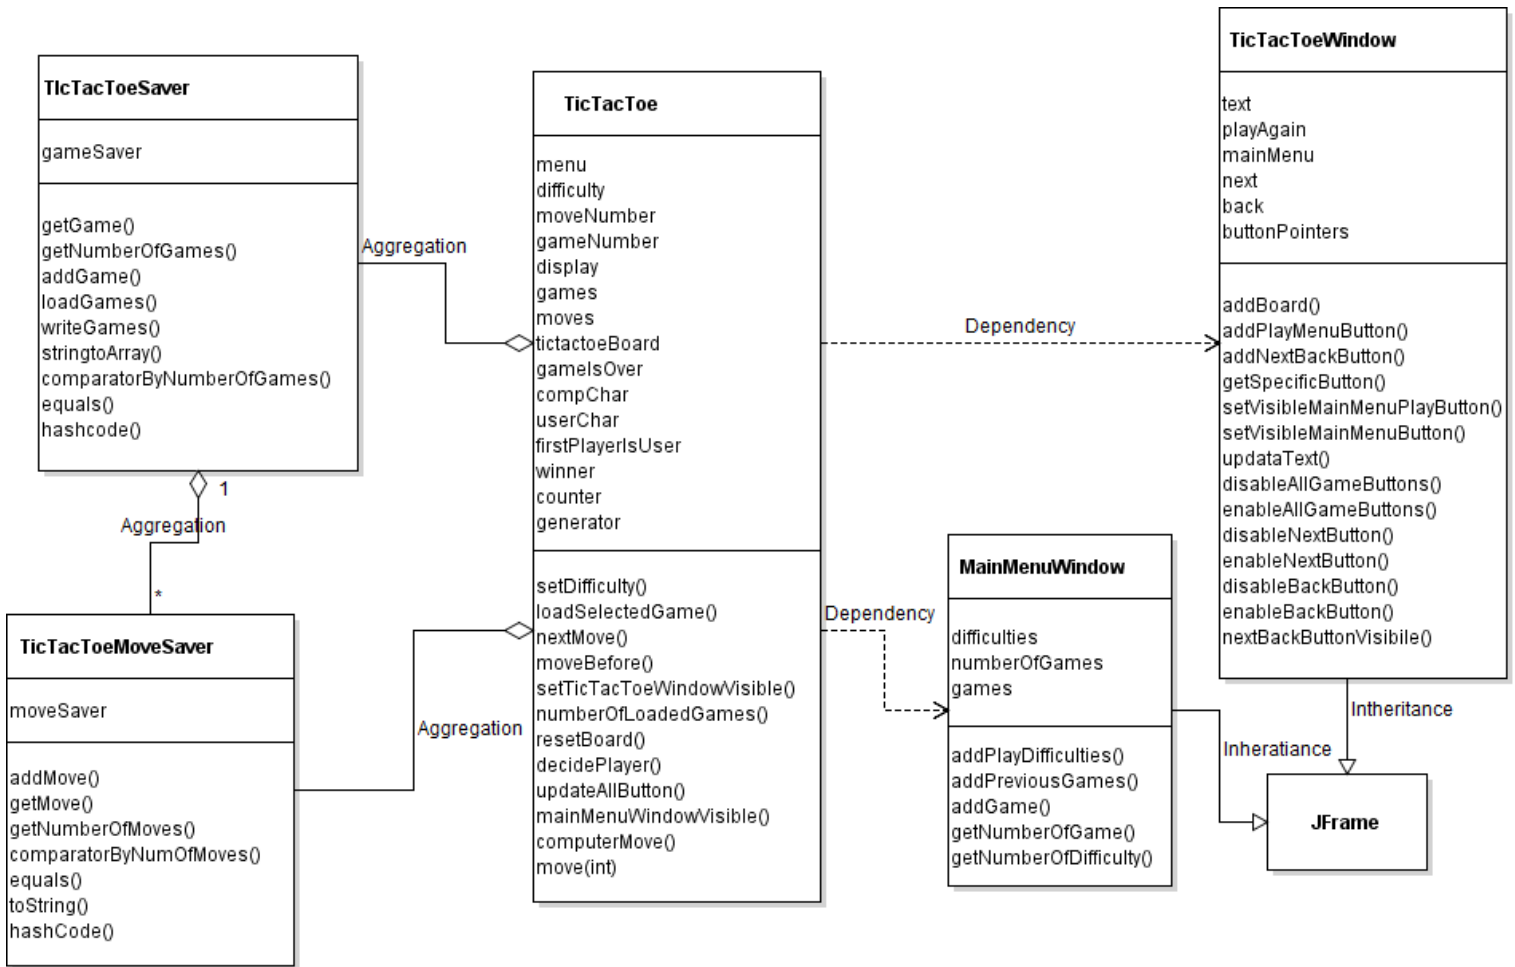 TIcTacToeSaver
gameSaver
getGame()
getNumberOfGames()
addGame()
loadGames()
writeGames()
stringtoArray()
comparatorByNumberOfGames()
equals()
hashcode()
Aggregation
1
Aggregation
*
TicTacToeMoveSaver
moveSaver
addMove()
getMove()
getNumberOfMoves()
comparatorByNumOfMoves()
equals()
toString()
hashCode()
Aggregation
TicTacToe
menu
difficulty
moveNumber
gameNumber
display
games
moves
tictactoeBoard
gameIsOver
compChar
userChar
firstPlayerIsUser
winner
counter
generator
setDifficulty()
loadSelectedGame()
nextMove()
moveBefore()
setTicTacToeWindowVisible()
numberOfLoadedGames()
resetBoard()
decidePlayer()
updateAllButton()
mainMenuWindowVisible()
computerMove()
move(int)
Dependency
Dependency
MainMenuWindow
difficulties
numberOfGames
games
addPlayDifficulties()
addPreviousGames()
addGame()
getNumberOfGame()
getNumberOfDifficulty()
TicTacToeWindow
text
playAgain
mainMenu
next
back
buttonPointers
addBoard()
addPlayMenuButton()
addNextBackButton()
getSpecificButton()
setVisibleMainMenuPlayButton()
setVisibleMainMenuButton()
updataText()
disableAllGameButtons()
enableAllGameButtons()
disableNextButton()
enableNextButton()
disableBackButton()
enableBackButton()
nextBackButtonVisibile()
Intheritance
Inheratiance
JFrame